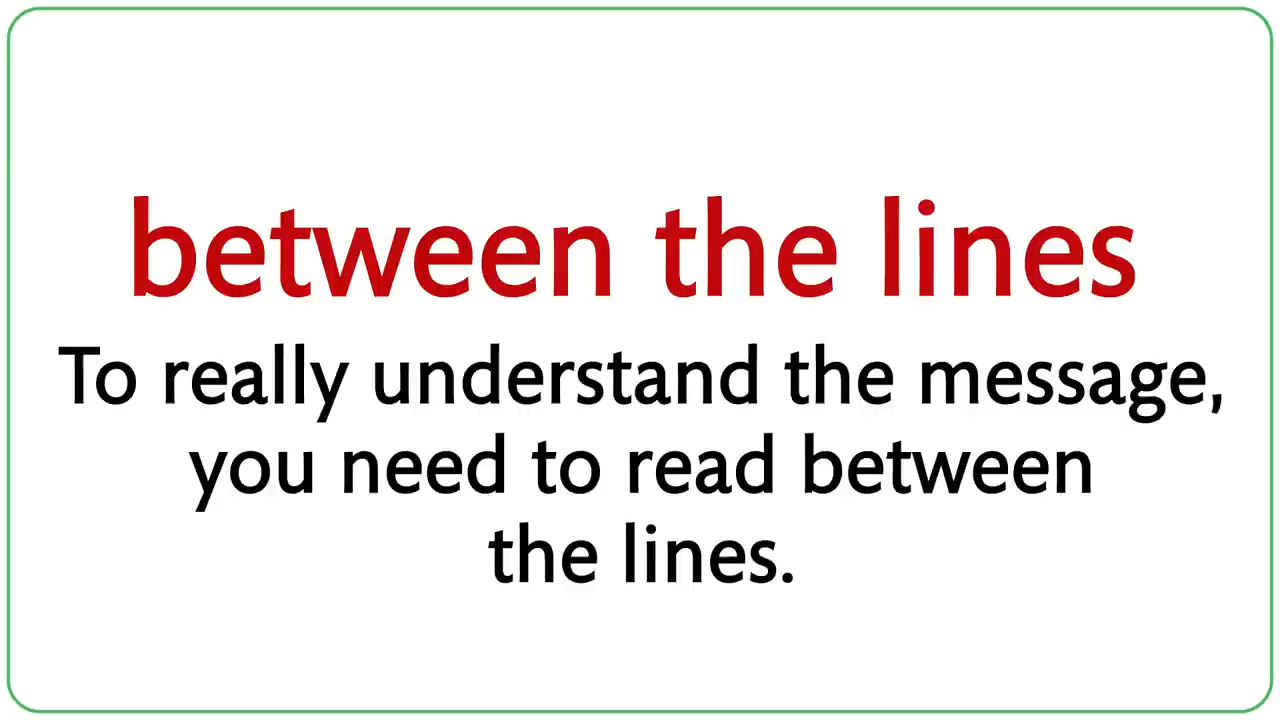 between the lines
To really understand the message,
you need to read between
the lines.